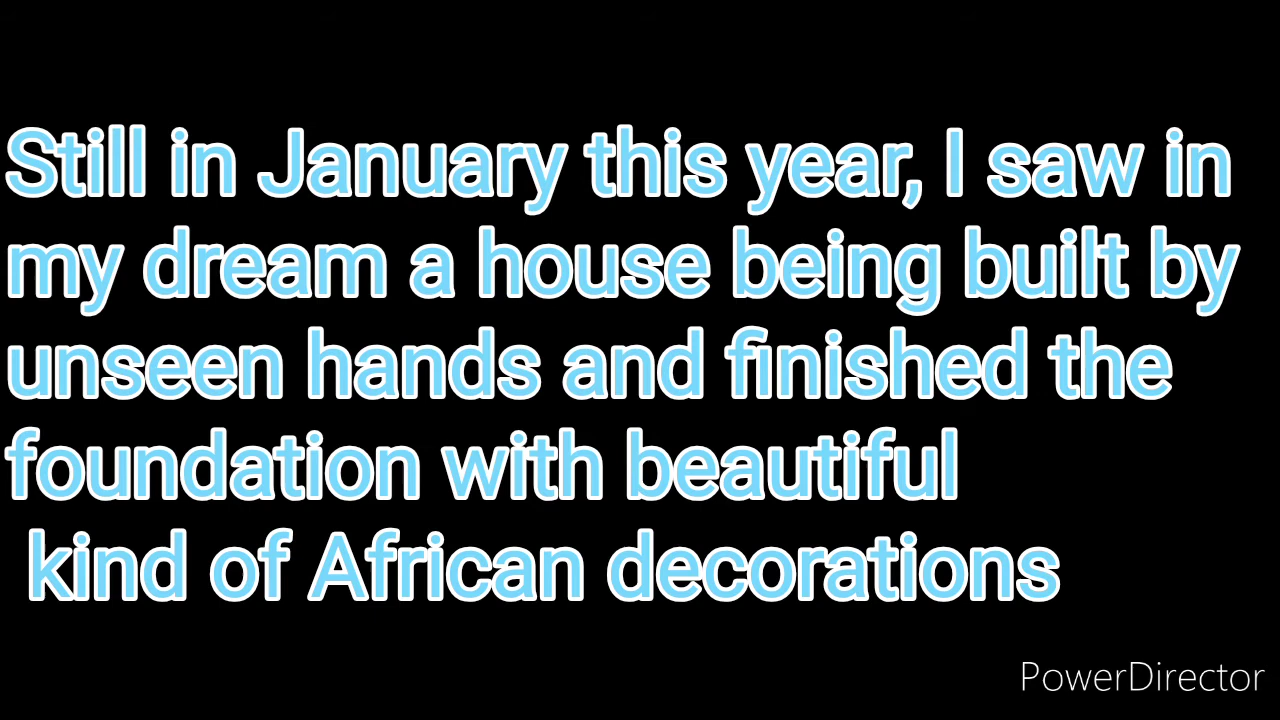 Still in January this year, I saw in
my dream a house being built by
unseen hands and finished the
foundation with beautiful
kind of African decorations
PowerDirector